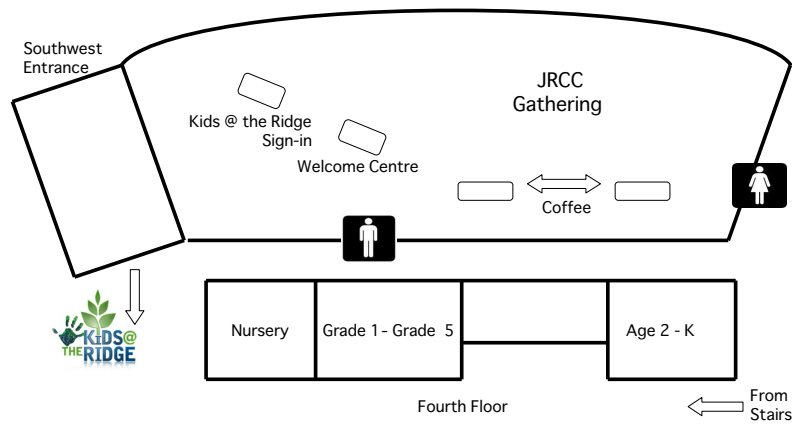 Southwest
Entrance
JRCC
Gathering
Kids @ the Ridge
Sign-in
Welcome Centre
Coffee
KiDS@
THE RIDGE
Nursery
Grade 1 - Grade 5
Age 2 - K
Fourth Floor
From
Stairs